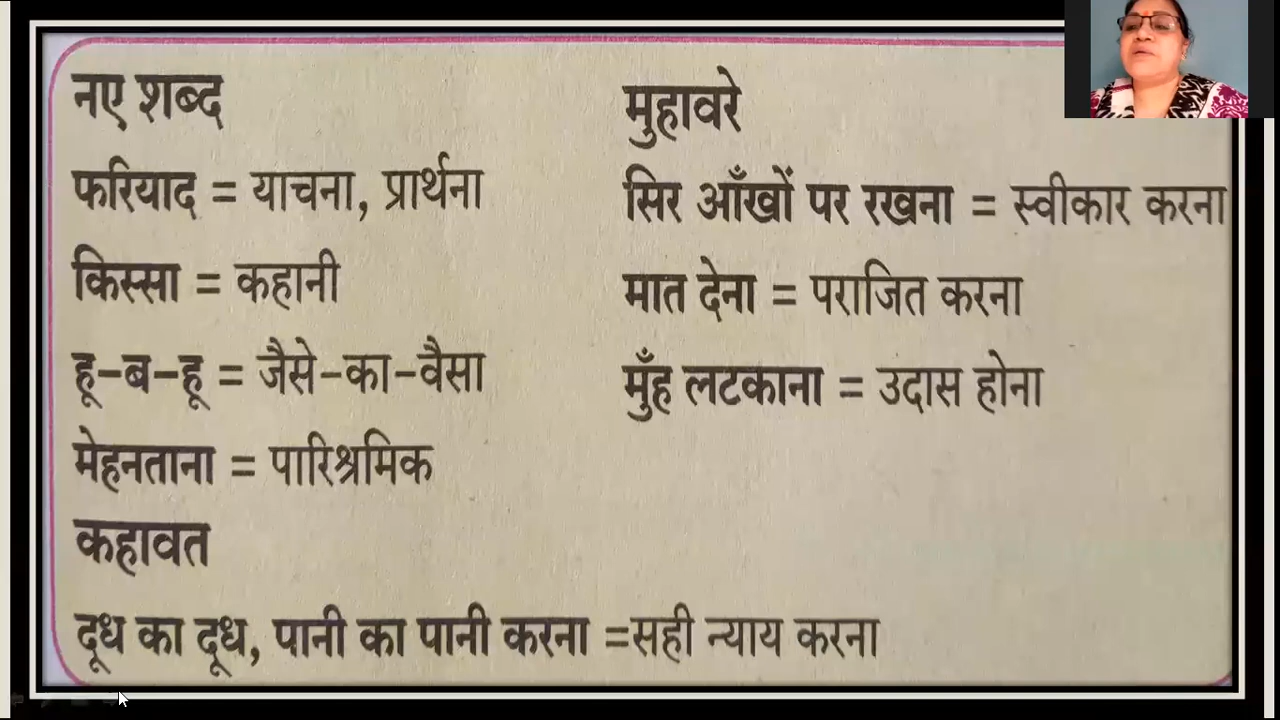 नए शब्द
फरियाद = याचना, प्रार्थना
किस्सा = कहानी
हू-ब-हू = जैसे-का-वैसा
मेहनताना = पारिश्रमिक
कहावत
दूध का दूध, पानी का पानी करना =सही न्याय करना
मुहावरे
सिर आँखों पर रखना = स्वीकार करना
मात देना = पराजित करना
मुँह लटकाना = उदास होना